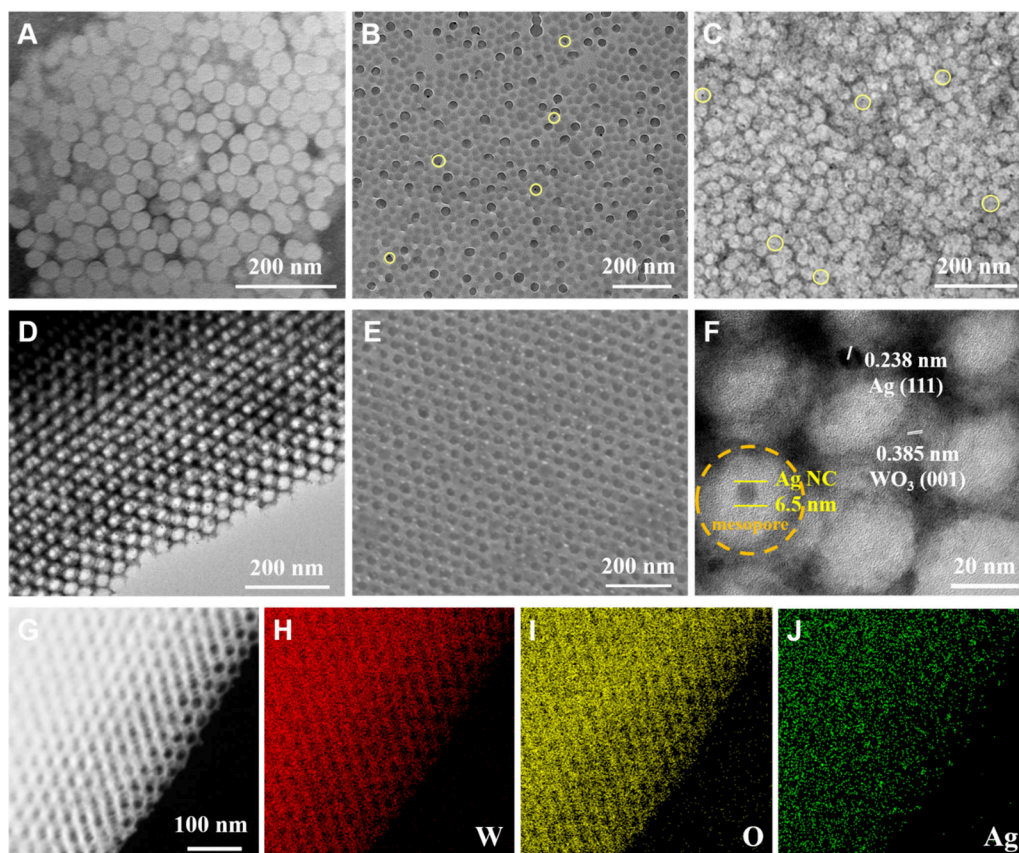 A
200 nm
B
200 nm
C
200 nm
D
200 nm
E
200 nm
F
0.238 nm
Ag (111)
0.385 nm
WO₃ (001)
Ag NC
6.5 nm
mesopore
20 nm
G
100 nm
H
W
I
O
J
Ag